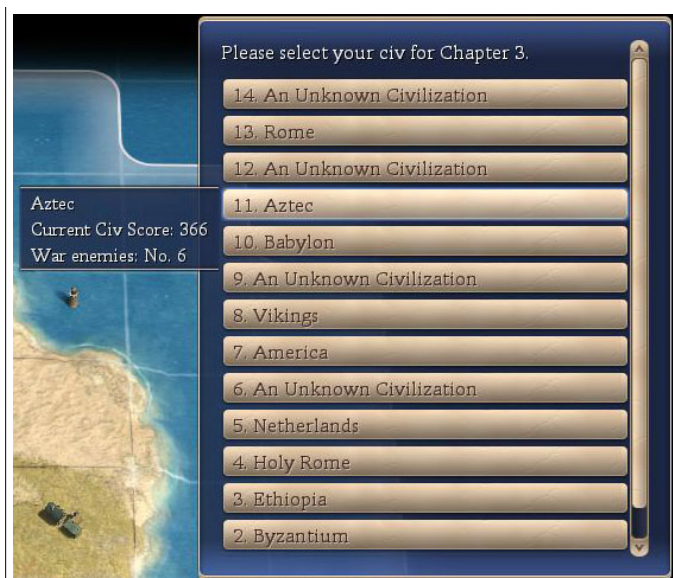 Please select your civ for Chapter 3.
14. An Unknown Civilization
13. Rome
12. An Unknown Civilization
11. Aztec
10. Babylon
9. An Unknown Civilization
8. Vikings
7. America
6. An Unknown Civilization
5. Netherlands
4. Holy Rome
3. Ethiopia
2. Byzantium
Aztec
Current Civ Score: 366
War enemies: No. 6